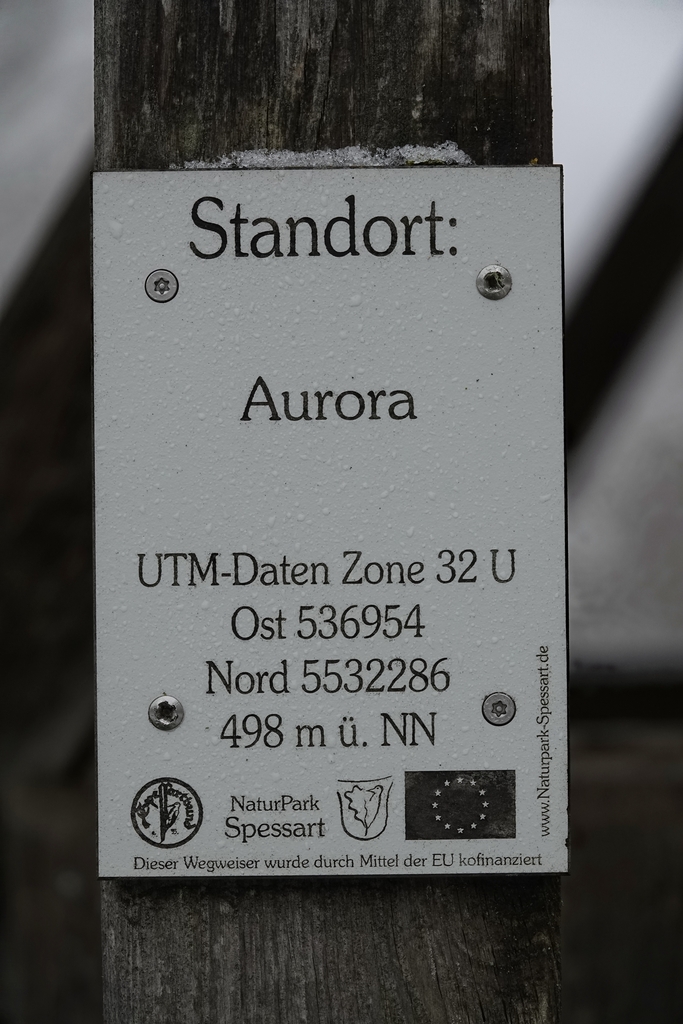 Standort:
Aurora
UTM-Daten Zone 32 U
Ost 536954
Nord 5532286
498 m ü. NN
www.Naturpark-Spessart.de
NaturPark
Spessart
Dieser Wegweiser wurde durch Mittel der EU kofinanziert